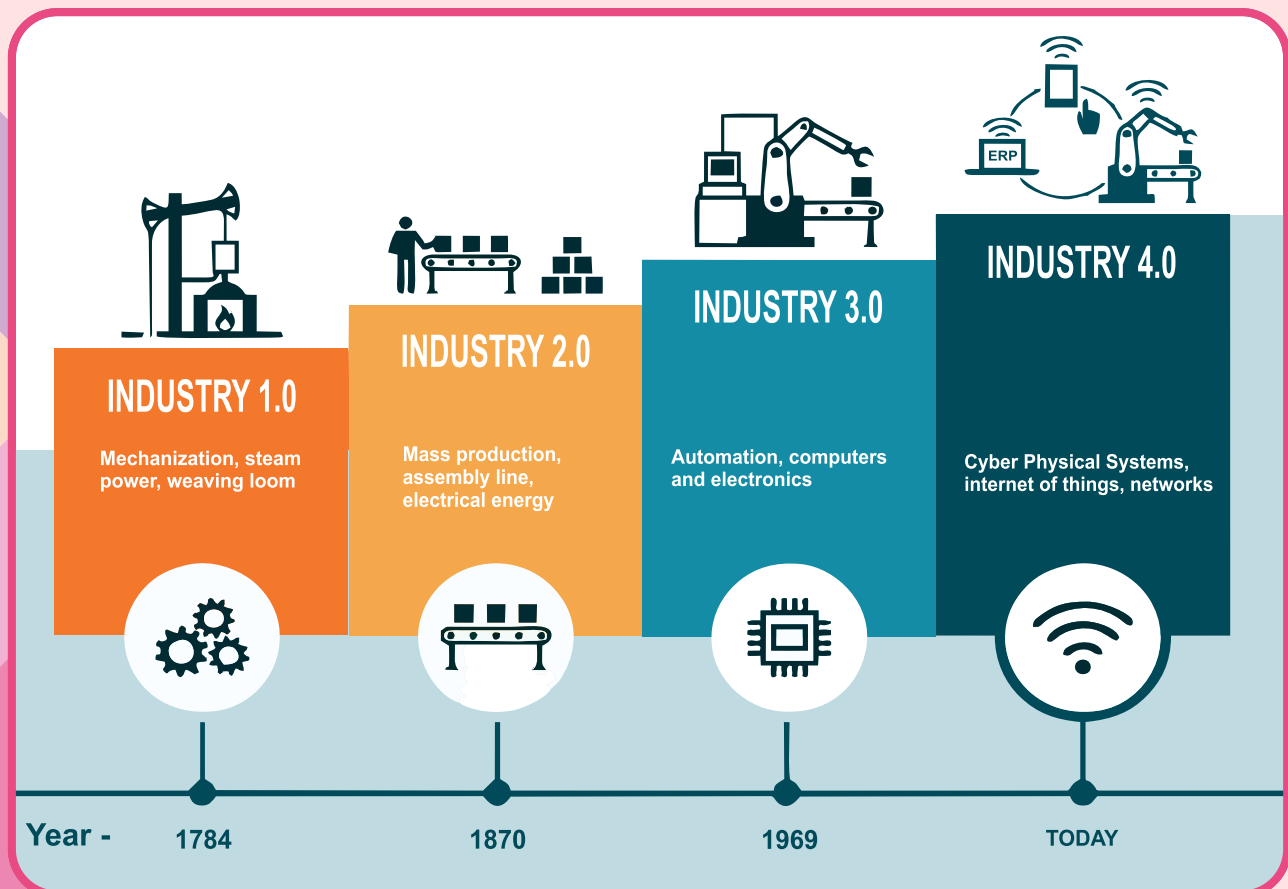 ERP
INDUSTRY 1.0
Mechanization, steam
power, weaving loom
INDUSTRY 2.0
Mass production,
assembly line,
electrical energy
INDUSTRY 3.0
Automation, computers
and electronics
INDUSTRY 4.0
Cyber Physical Systems,
internet of things, networks
Year - 1784 1870 1969 TODAY